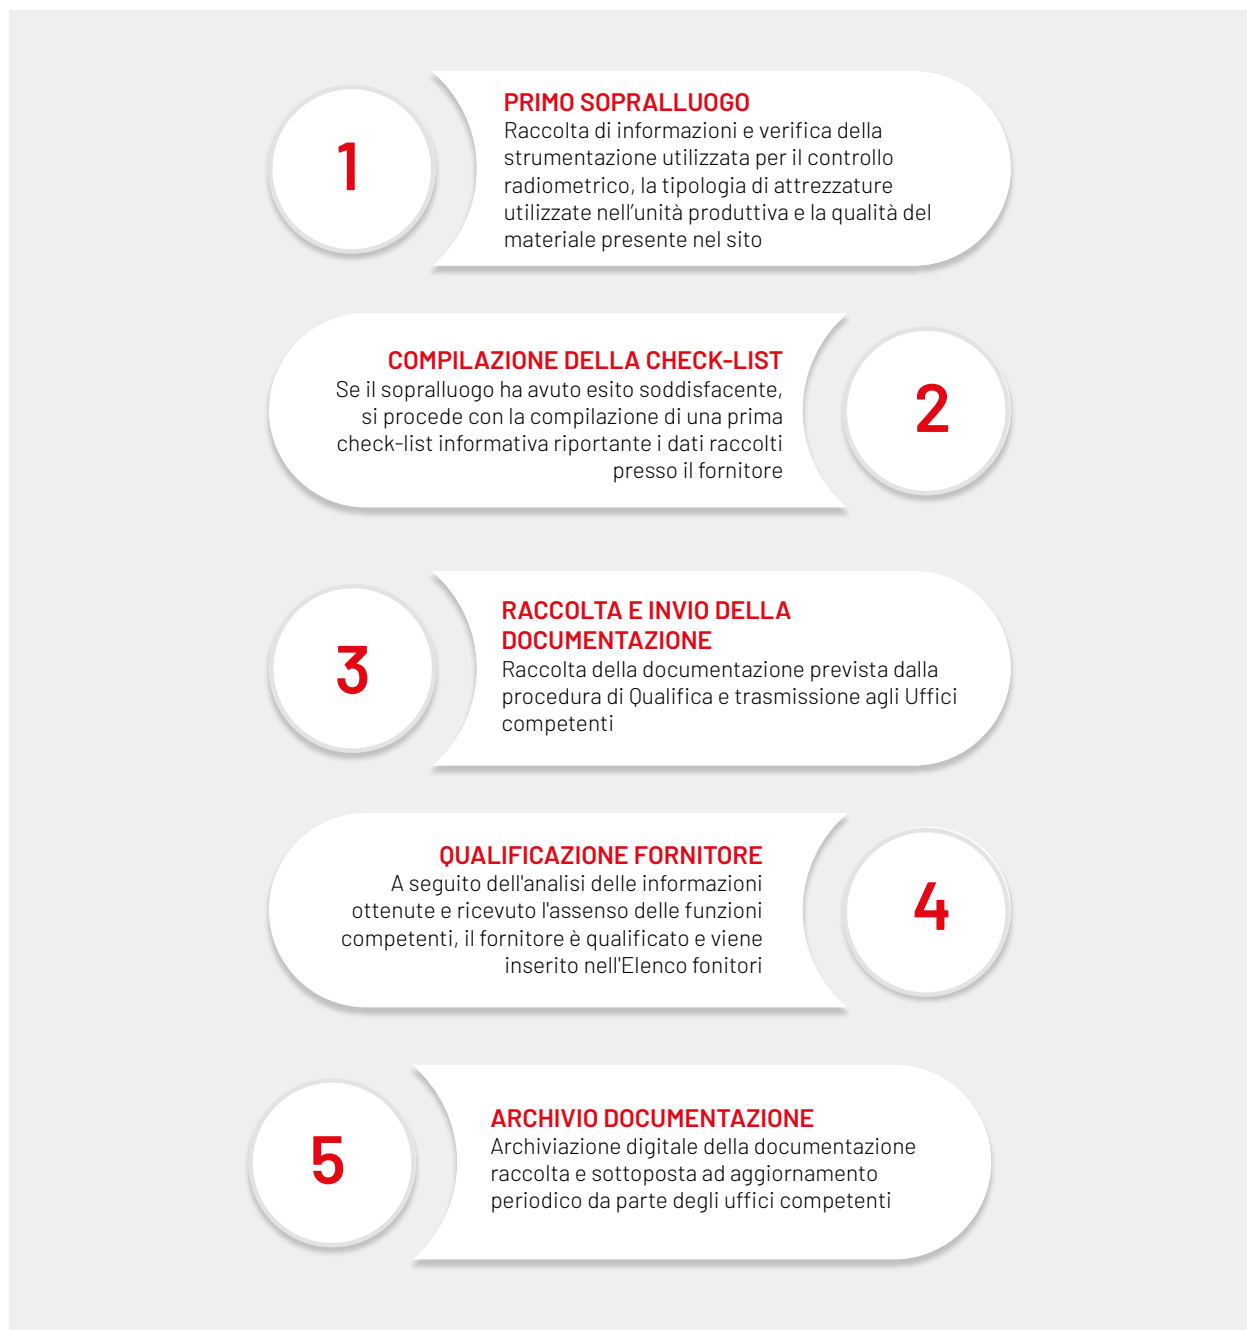 1
PRIMO SOPRALLUOGO
Raccolta di informazioni e verifica della
strumentazione utilizzata per il controllo
radiometrico, la tipologia di attrezzature
utilizzate nell’unità produttiva e la qualità del
materiale presente nel sito
COMPILAZIONE DELLA CHECK-LIST
Se il sopralluogo ha avuto esito soddisfacente,
si procede con la compilazione di una prima
check-list informativa riportante i dati raccolti
presso il fornitore
2
3
RACCOLTA E INVIO DELLA
DOCUMENTAZIONE
Raccolta della documentazione prevista dalla
procedura di Qualifica e trasmissione agli Uffici
competenti
QUALIFICAZIONE FORNITORE
A seguito dell'analisi delle informazioni
ottenute e ricevuto l'assenso delle funzioni
competenti, il fornitore è qualificato e viene
inserito nell'Elenco fonitori
4
5
ARCHIVIO DOCUMENTAZIONE
Archiviazione digitale della documentazione
raccolta e sottoposta ad aggiornamento
periodico da parte degli uffici competenti